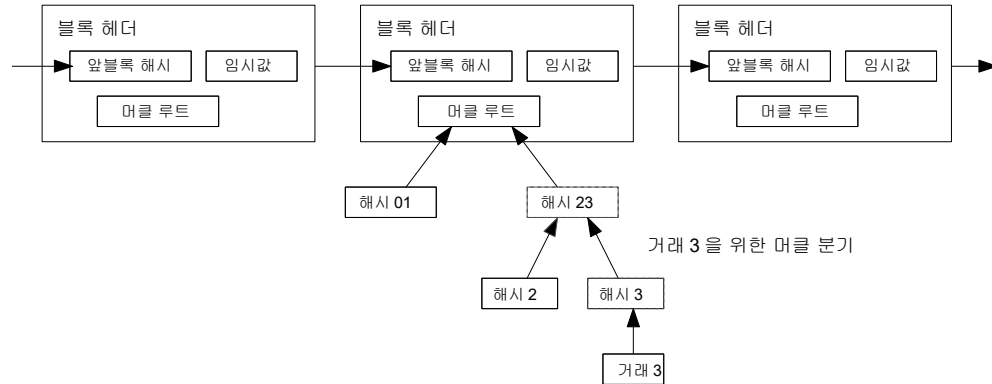 블록 헤더
블록 헤더
블록 헤더
앞블록 해시
임시값
앞블록 해시
임시값
앞블록 해시
임시값
머클 루트
머클 루트
머클 루트
해시 01
해시 23
거래 3 을 위한 머클 분기
해시 2
해시 3
거래 3